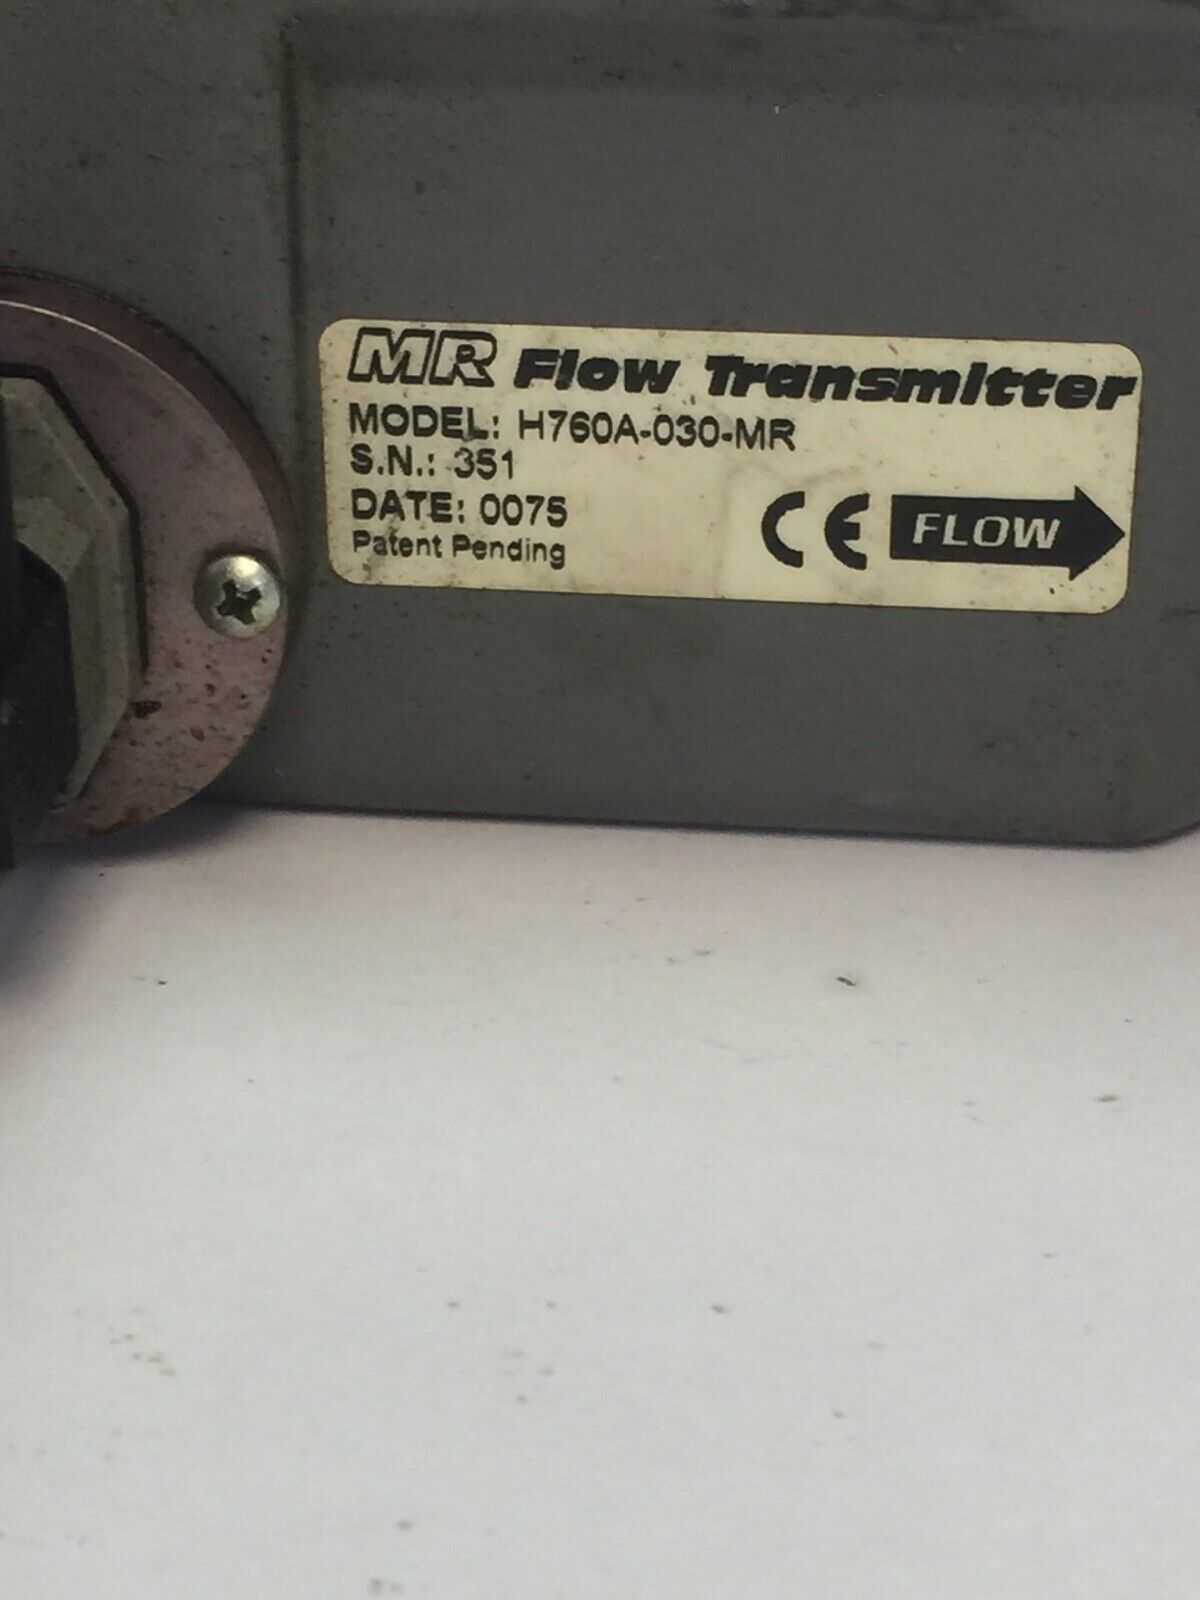 MR Flow Transmitter
MODEL: H760A-030-MR
S.N.: 351
DATE: 0075
Patent Pending
CE FLOW